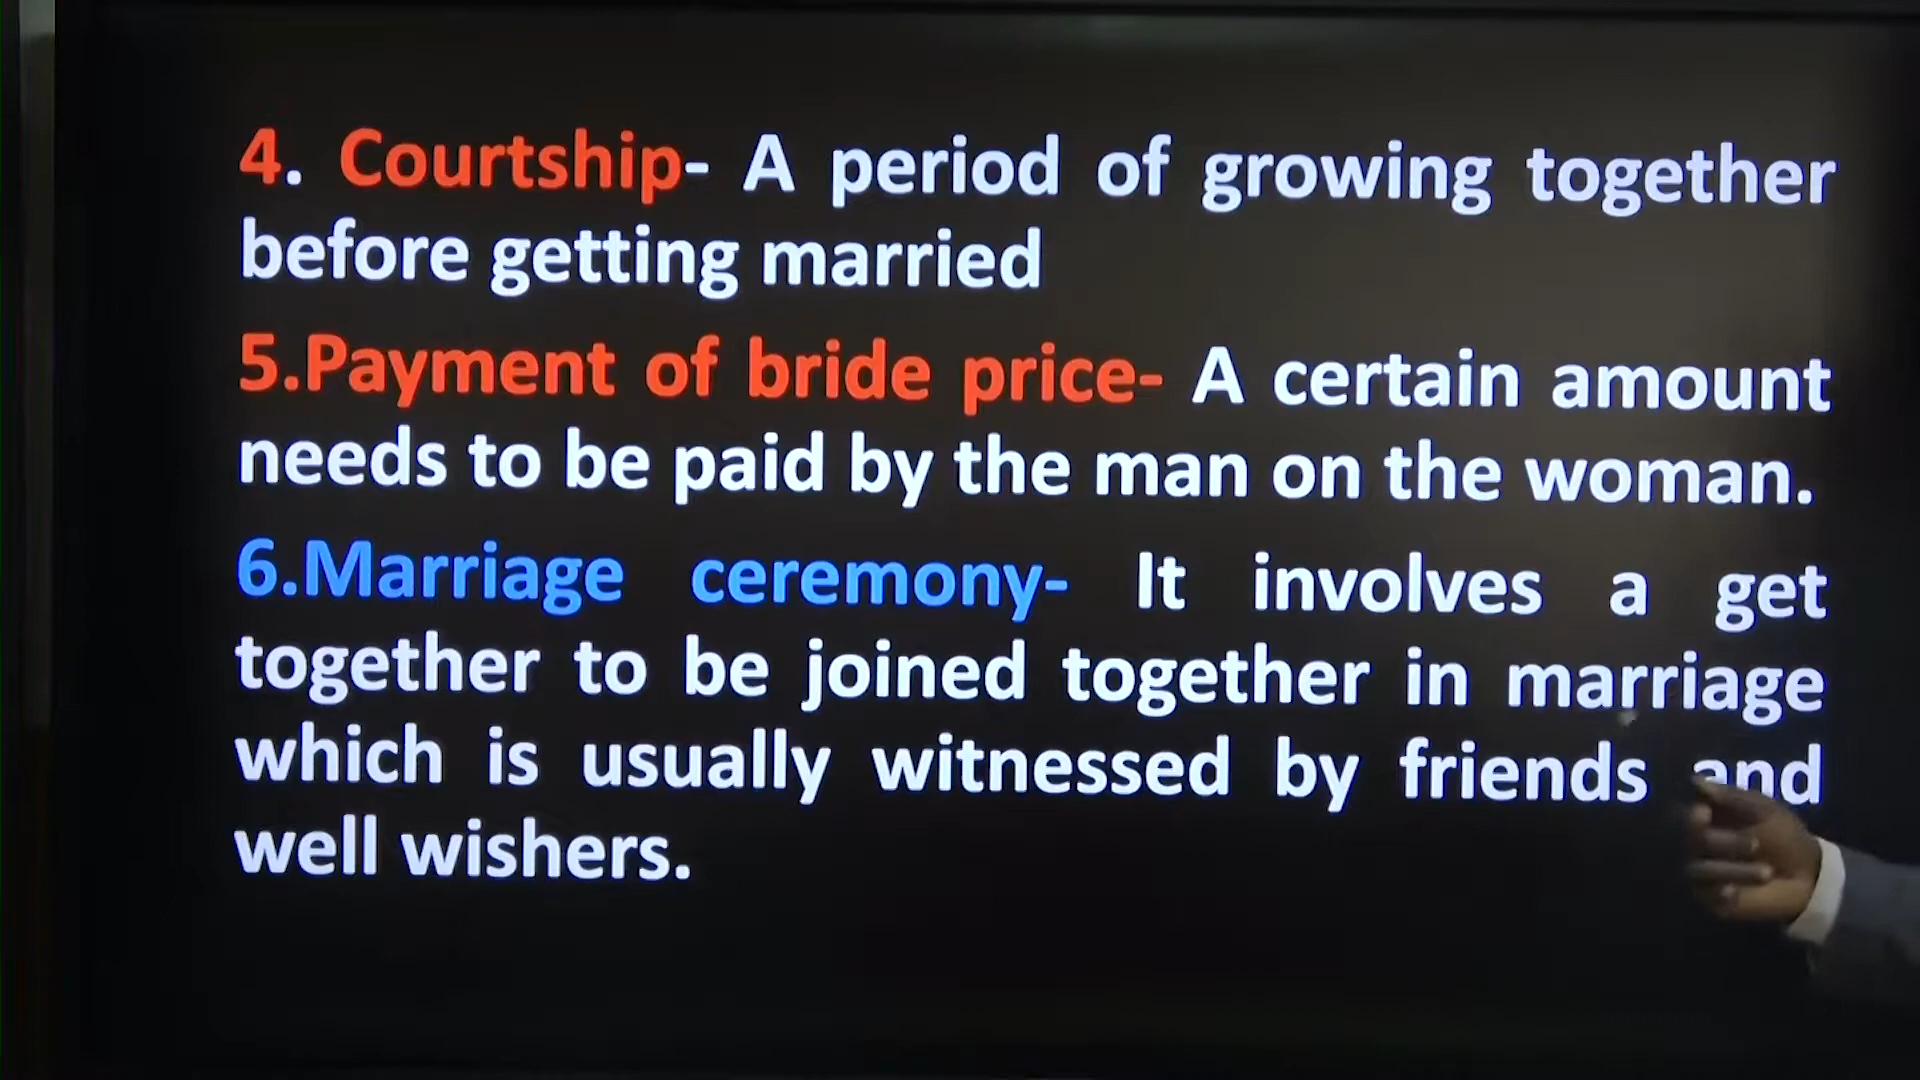 4. Courtship- A period of growing together
before getting married
5.Payment of bride price- A certain amount
needs to be paid by the man on the woman.
6.Marriage ceremony- It involves a get
together to be joined together in marriage
which is usually witnessed by friends and
well wishers.